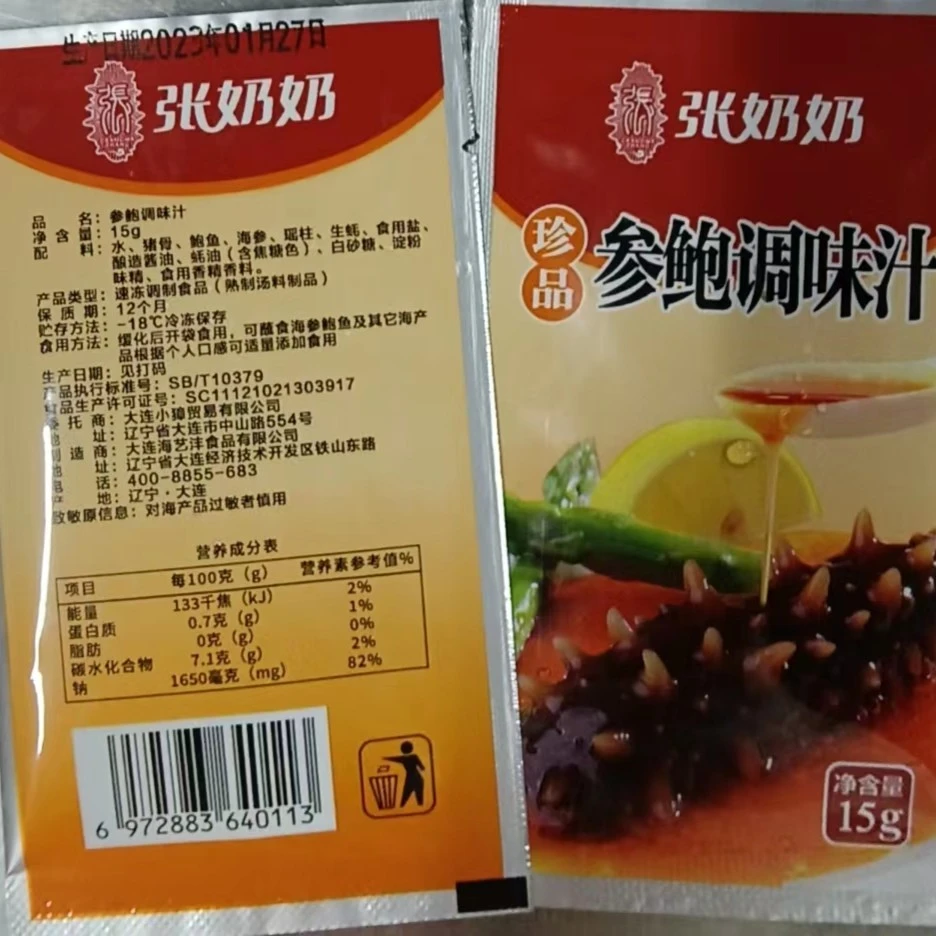 生产日期2023年01月27日
張
张奶奶
品 名：参鲍调味汁
净 含 量：15g
配 料：水、猪骨、鲍鱼、海参、瑶柱、生蚝、食用盐、
酿造酱油、蚝油（含焦糖色）、白砂糖、淀粉
味精、食用香精香料。
产品类型：速冻调制食品（熟制汤料制品）
保 质 期：12个月
贮存方法：-18℃冷冻保存
食用方法：缓化后开袋食用，可蘸食海参鲍鱼及其它海产
品根据个人口感可适量添加食用
生产日期：见打码
产品执行标准号：SB/T10379
食品生产许可证号：SC11121021303917
委 托 商：大连小獐贸易有限公司
地 址：辽宁省大连市中山路554号
制 造 商：大连海艺沣食品有限公司
地 址：辽宁省大连经济技术开发区铁山东路
电 话：400-8855-683
产 地：辽宁·大连
致敏原信息：对海产品过敏者慎用
营养成分表
项目 每100克（g） 营养素参考值%
能量 133千焦（kJ） 2%
蛋白质 0.7克（g） 1%
脂肪 0克（g） 0%
碳水化合物 7.1克（g） 2%
钠 1650毫克（mg） 82%
6 972883 640113
張
张奶奶
珍品
参鲍调味汁
净含量
15g